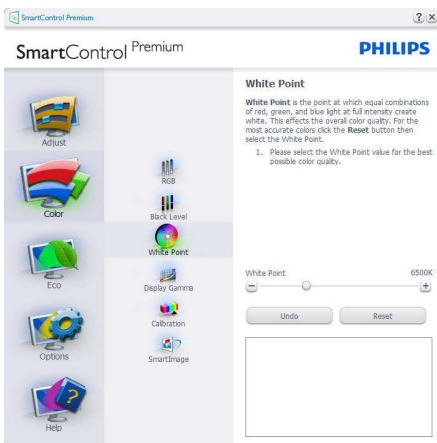 SmartControl Premium
? x
SmartControl Premium
PHILIPS
Adjust
Color
Eco
Options
Help
RGB
Black Level
White Point
Display Gamma
Calibration
SmartImage
White Point
White Point is the point at which equal combinations
of red, green, and blue light at full intensity create
white. This effects the overall color quality. For the
most accurate colors click the Reset button then
select the White Point.
1. Please select the White Point value for the best
possible color quality.
White Point 6500K
Undo Reset